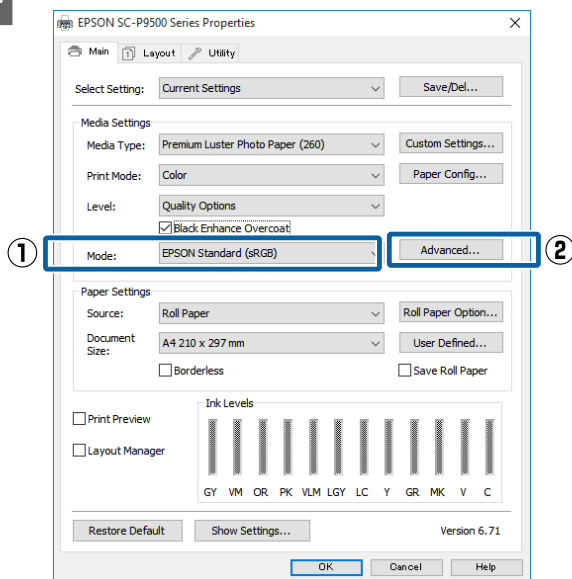 EPSON SC-P9500 Series Properties
Main Layout Utility
Select Setting: Current Settings Save/Del...
Media Settings
Media Type: Premium Luster Photo Paper (260) Custom Settings...
Print Mode: Color Paper Config...
Level: Quality Options
Black Enhance Overcoat
1 Mode: EPSON Standard (sRGB) Advanced... 2
Paper Settings
Source: Roll Paper Roll Paper Option...
Document Size: A4 210 x 297 mm User Defined...
Borderless Save Roll Paper
Ink Levels
Print Preview
Layout Manager
GY VM OR PK VLM LGY LC Y GR MK V C
Restore Default Show Settings... Version 6.71
OK Cancel Help